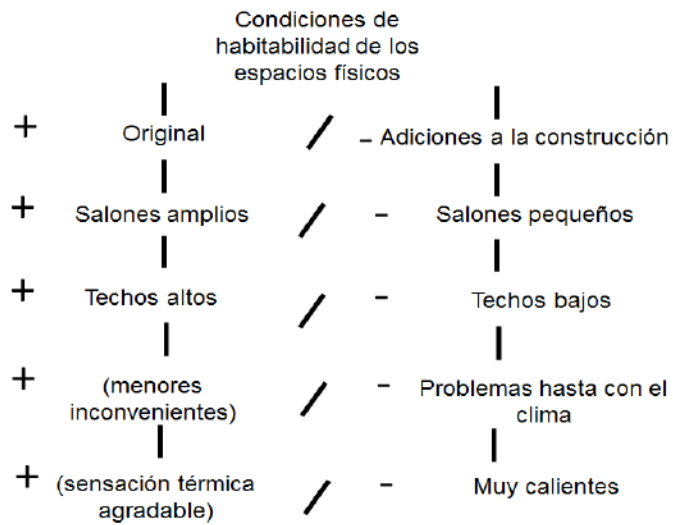 Condiciones de
habitabilidad de los
espacios físicos
+ Original / - Adiciones a la construcción
+ Salones amplios / - Salones pequeños
+ Techos altos / - Techos bajos
+ (menores
inconvenientes) / - Problemas hasta con el
clima
+ (sensación térmica
agradable) / - Muy calientes